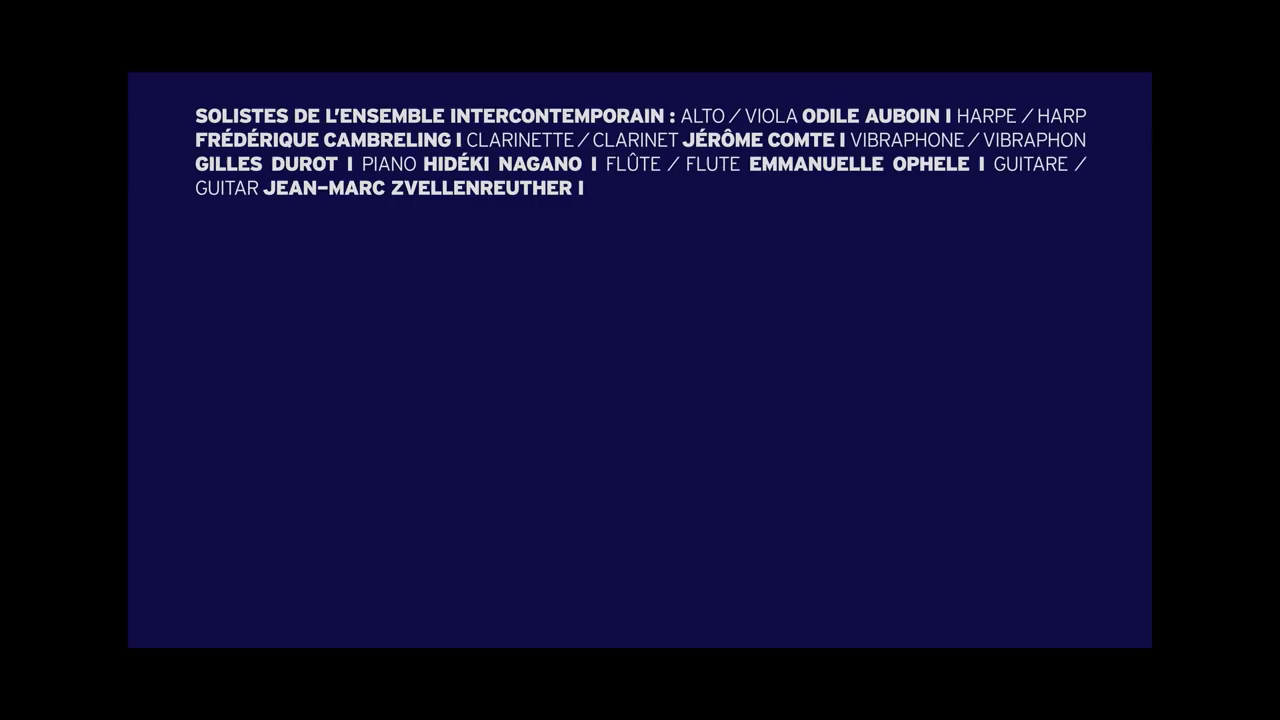 SOLISTES DE L'ENSEMBLE INTERCONTEMPORAIN : ALTO / VIOLA ODILE AUBOIN I HARPE / HARP
FRÉDÉRIQUE CAMBRELING I CLARINETTE / CLARINET JÉRÔME COMTE I VIBRAPHONE / VIBRAPHON
GILLES DUROT I PIANO HIDÉKI NAGANO I FLÛTE / FLUTE EMMANUELLE OPHELE I GUITARE /
GUITAR JEAN-MARC ZVELLENREUTHER I